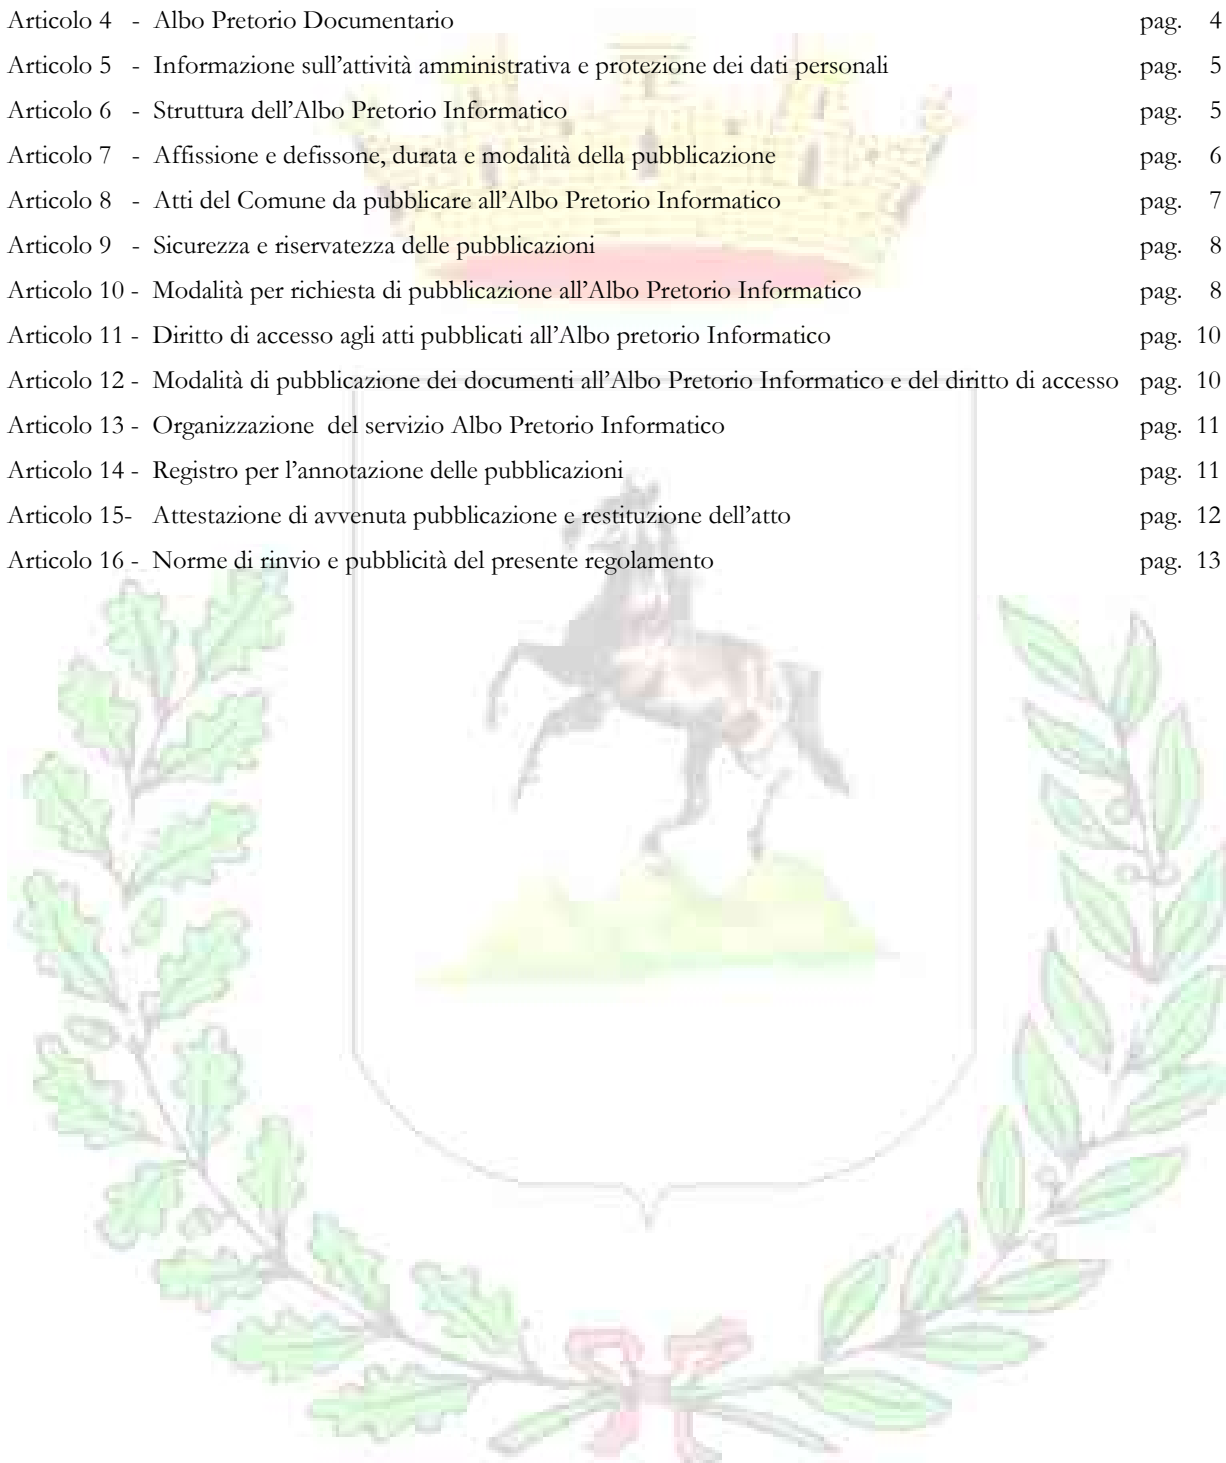 Articolo 4 - Albo Pretorio Documentario pag. 4
Articolo 5 - Informazione sull’attività amministrativa e protezione dei dati personali pag. 5
Articolo 6 - Struttura dell’Albo Pretorio Informatico pag. 5
Articolo 7 - Affissione e defissone, durata e modalità della pubblicazione pag. 6
Articolo 8 - Atti del Comune da pubblicare all’Albo Pretorio Informatico pag. 7
Articolo 9 - Sicurezza e riservatezza delle pubblicazioni pag. 8
Articolo 10 - Modalità per richiesta di pubblicazione all’Albo Pretorio Informatico pag. 8
Articolo 11 - Diritto di accesso agli atti pubblicati all’Albo pretorio Informatico pag. 10
Articolo 12 - Modalità di pubblicazione dei documenti all’Albo Pretorio Informatico e del diritto di accesso pag. 10
Articolo 13 - Organizzazione del servizio Albo Pretorio Informatico pag. 11
Articolo 14 - Registro per l’annotazione delle pubblicazioni pag. 11
Articolo 15- Attestazione di avvenuta pubblicazione e restituzione dell’atto pag. 12
Articolo 16 - Norme di rinvio e pubblicità del presente regolamento pag. 13